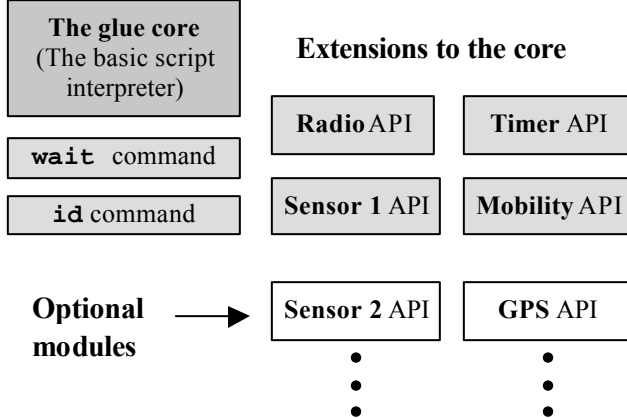 The glue core
(The basic script
interpreter)
Extensions to the core
Radio API
Timer API
wait command
id command
Sensor 1 API
Mobility API
Optional
modules
Sensor 2 API
GPS API